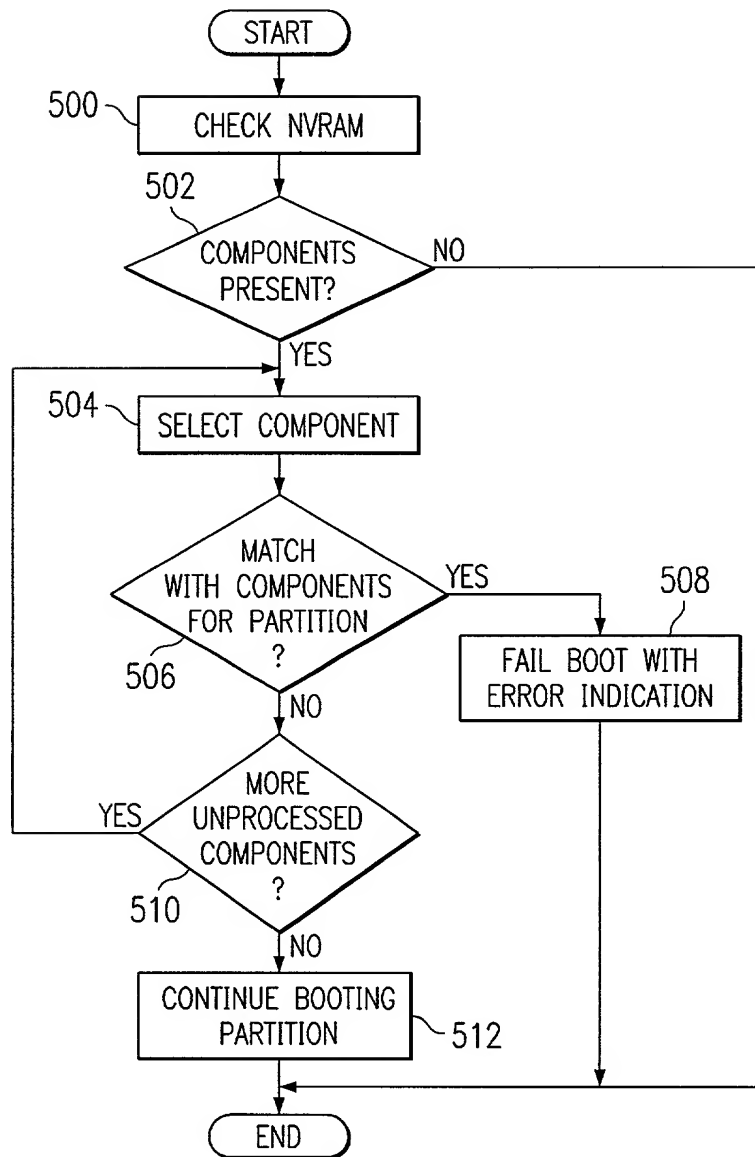 START
500
CHECK NVRAM
502
COMPONENTS
PRESENT?
NO
YES
504
SELECT COMPONENT
MATCH
WITH COMPONENTS
FOR PARTITION
?
YES
506
508
FAIL BOOT WITH
ERROR INDICATION
NO
MORE
UNPROCESSED
COMPONENTS
?
YES
510
NO
CONTINUE BOOTING
PARTITION
512
END